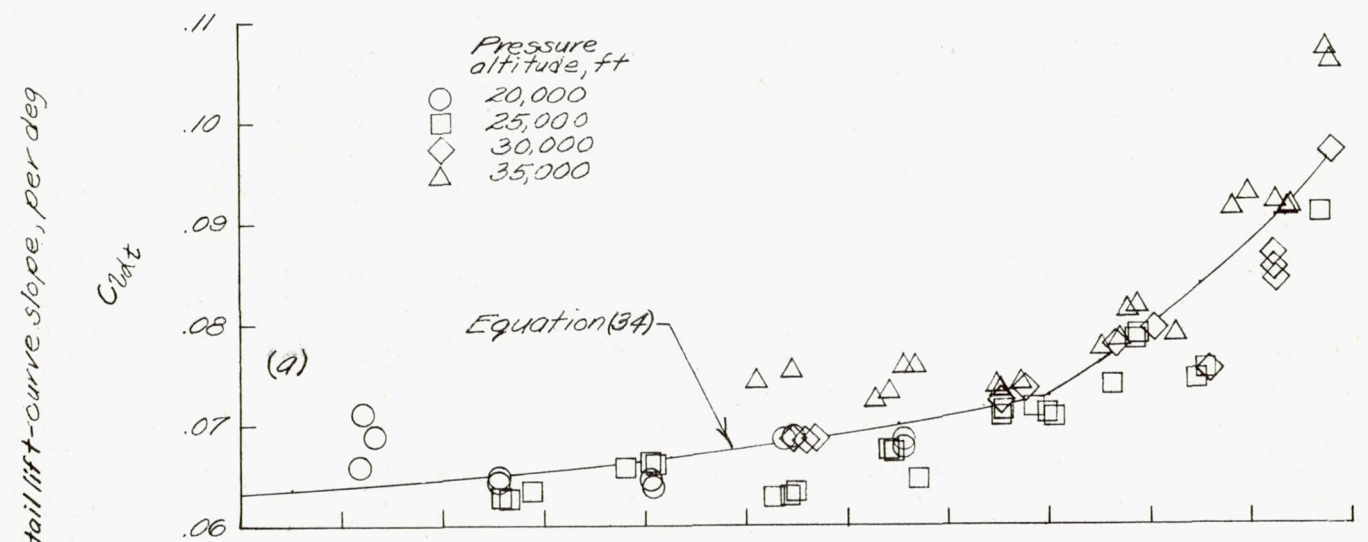 .11
Pressure
altitude, ft
20,000
25,000
30,000
35,000
.10
.09
.08
.07
.06
tail lift-curve slope, per deg
Equation (34)
(a)